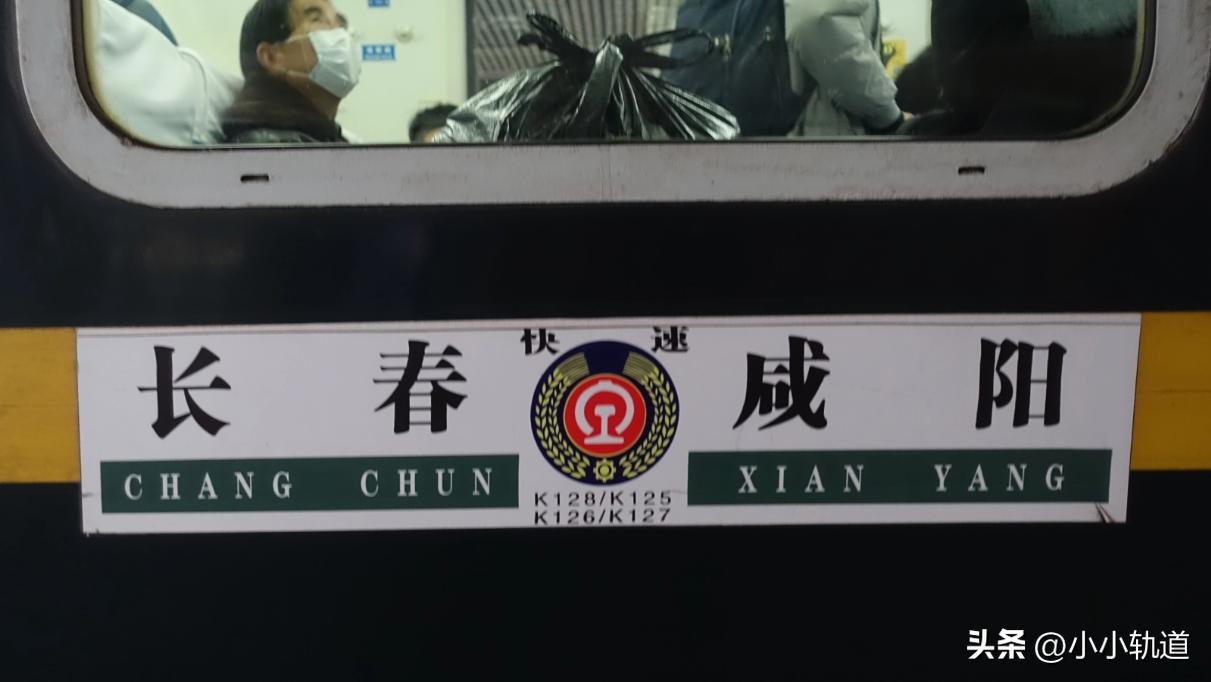 快 速
长 春 咸 阳
CHANG CHUN XIAN YANG
K128/K125
K126/K127
头条 @小小轨道